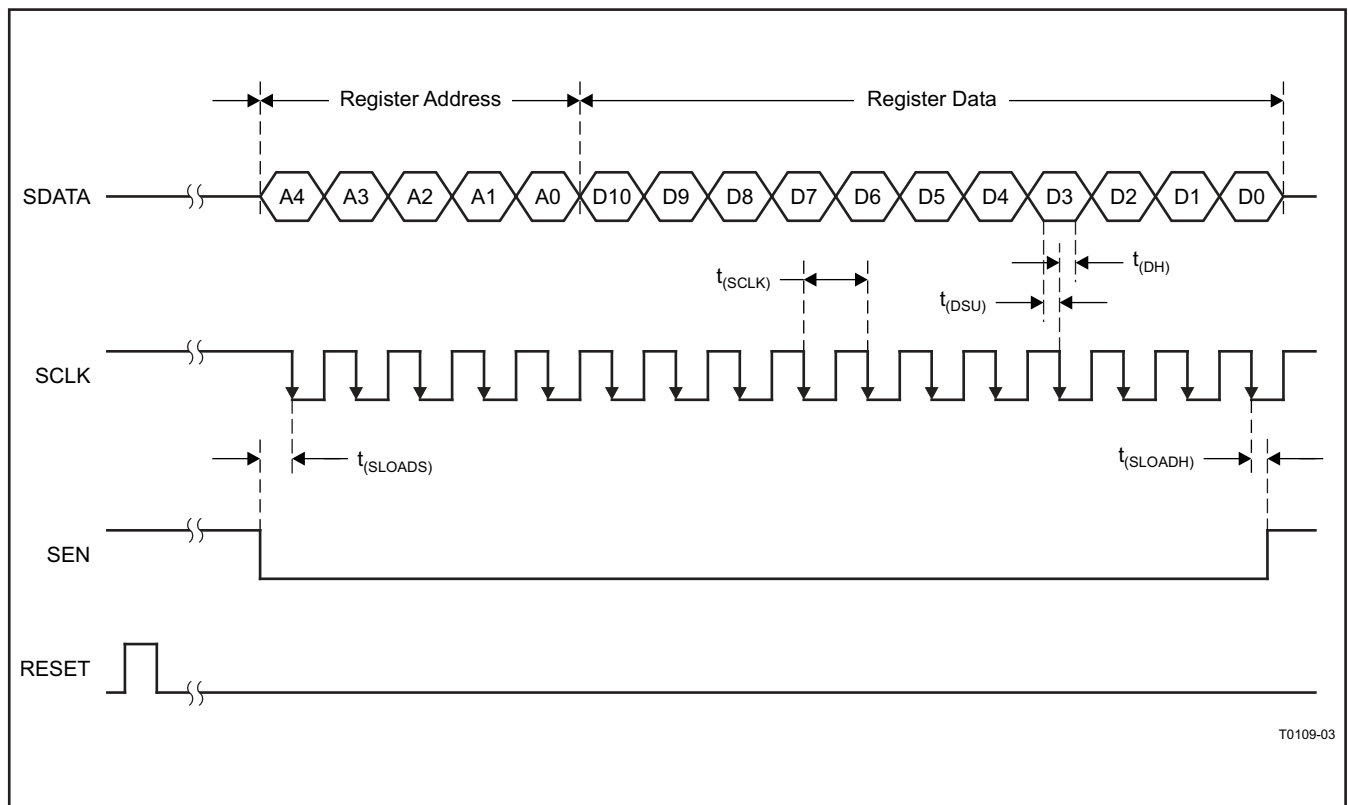 Register Address
Register Data
SDATA
A4 A3 A2 A1 A0 D10 D9 D8 D7 D6 D5 D4 D3 D2 D1 D0
t(SCLK)
t(DH)
t(DSU)
SCLK
t(SLOADS)
t(SLOADH)
SEN
RESET
T0109-03